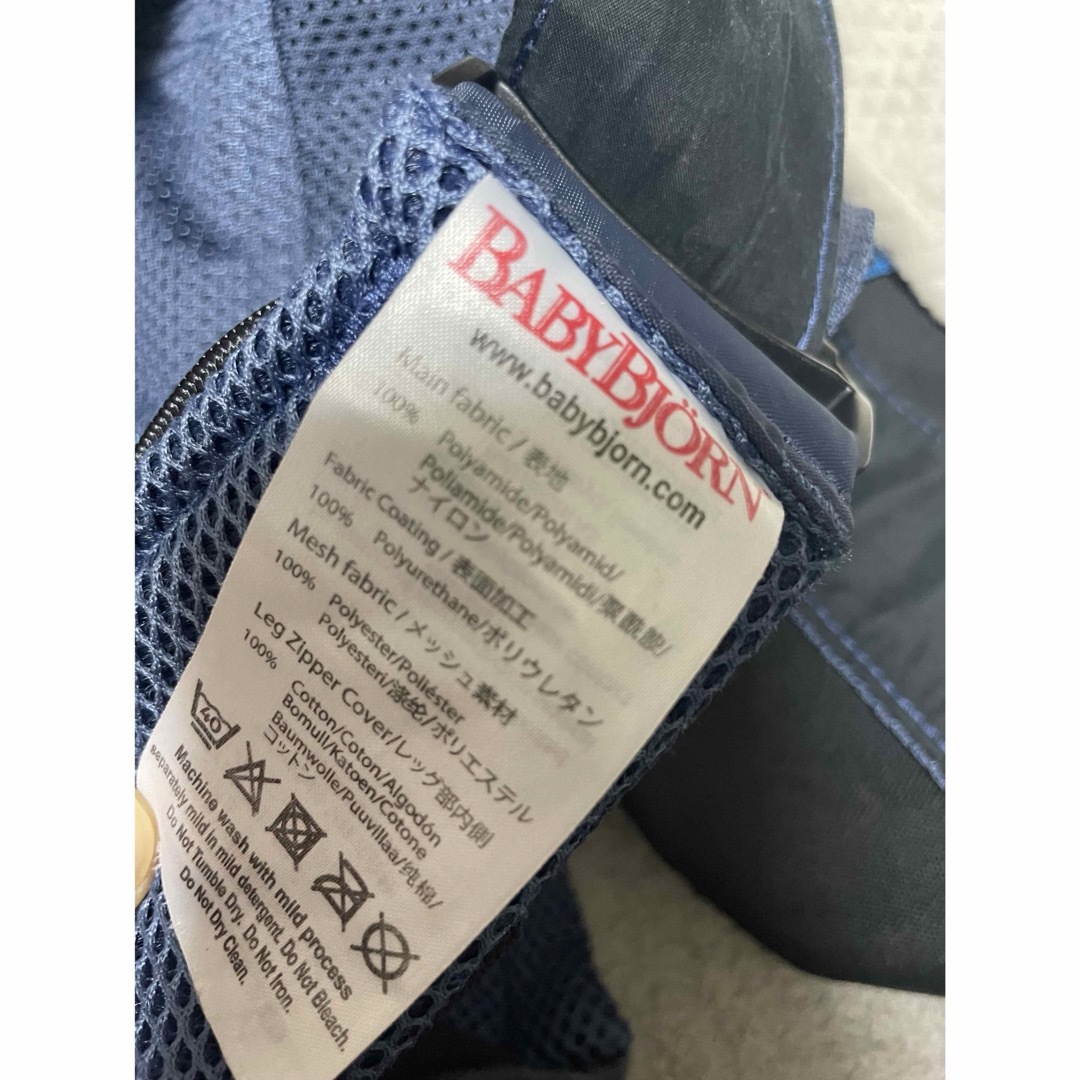 BABYBJÖRN
www.babybjorn.com
Main fabric / 表地
100% Polyamide/Polyamid/
Poliamide/Polyamidi/聚酰胺/
ナイロン
Fabric Coating / 表面加工
100% Polyurethane/ポリウレタン
Mesh fabric / メッシュ素材
100% Polyester/Poliéster
Polyesteri/涤纶/ポリエステル
Leg Zipper Cover/レッグ部内側
100% Cotton/Coton/Algodón
Bomull/Katoen/Cotone
Baumwolle/Puuvillaa/纯棉/
コットン
40
Machine wash with mild process
separately mild in mild detergent. Do Not Bleach.
Do Not Tumble Dry. Do Not Iron.
Do Not Dry Clean.